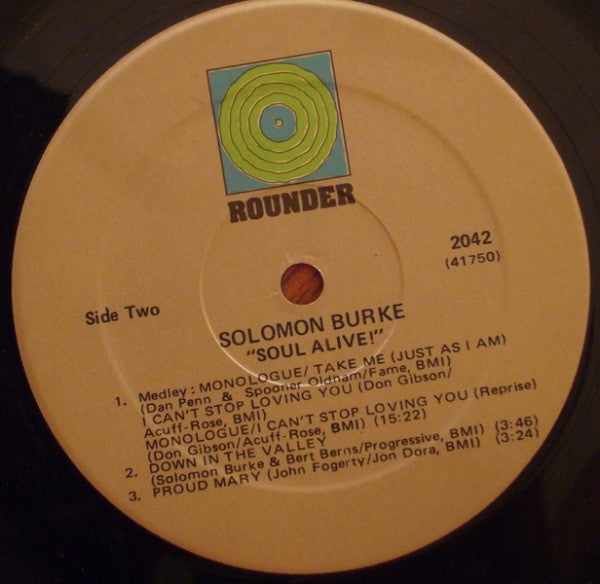 ROUNDER
2042
(41750)
Side Two
SOLOMON BURKE
"SOUL ALIVE!"
1. Medley: MONOLOGUE/ TAKE ME (JUST AS I AM)
(Dan Penn & Spooner Oldham/Fame, BMI)
I CAN'T STOP LOVING YOU (Don Gibson/
Acuff-Rose, BMI)
MONOLOGUE/I CAN'T STOP LOVING YOU (Reprise)
(Don Gibson/Acuff-Rose, BMI) (15:22)
2. DOWN IN THE VALLEY
(Solomon Burke & Bert Berns/Progressive, BMI) (3:46)
3. PROUD MARY (John Fogerty/Jon Dora, BMI) (3:24)